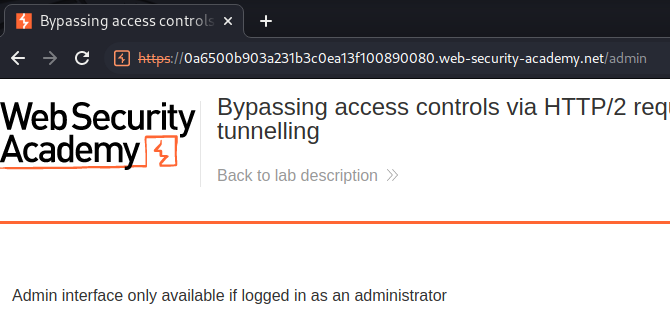 Bypassing access controls
https://0a6500b903a231b3c0ea13f100890080.web-security-academy.net/admin
Web Security
Academy
Bypassing access controls via HTTP/2 requ
tunnelling
Back to lab description
Admin interface only available if logged in as an administrator